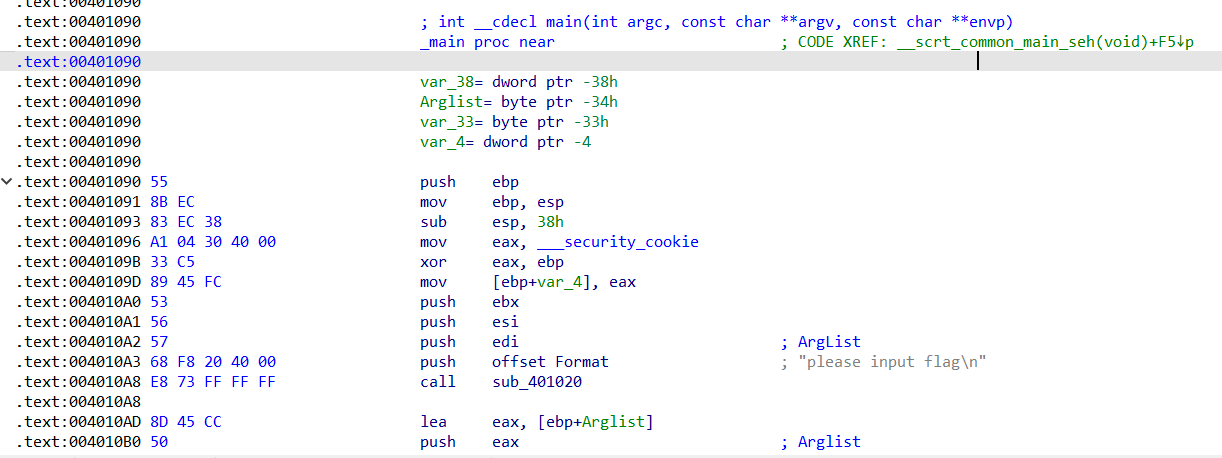 .text:00401090
.text:00401090 ; int __cdecl main(int argc, const char **argv, const char **envp)
.text:00401090 _main proc near ; CODE XREF: __scrt_common_main_seh(void)+F5↓p
.text:00401090
.text:00401090 var_38= dword ptr -38h
.text:00401090 Arglist= byte ptr -34h
.text:00401090 var_33= byte ptr -33h
.text:00401090 var_4= dword ptr -4
.text:00401090
.text:00401090 55 push ebp
.text:00401091 8B EC mov ebp, esp
.text:00401093 83 EC 38 sub esp, 38h
.text:00401096 A1 04 30 40 00 mov eax, ___security_cookie
.text:0040109B 33 C5 xor eax, ebp
.text:0040109D 89 45 FC mov [ebp+var_4], eax
.text:004010A0 53 push ebx
.text:004010A1 56 push esi
.text:004010A2 57 push edi ; ArgList
.text:004010A3 68 F8 20 40 00 push offset Format ; "please input flag\n"
.text:004010A8 E8 73 FF FF FF call sub_401020
.text:004010A8
.text:004010AD 8D 45 CC lea eax, [ebp+Arglist]
.text:004010B0 50 push eax ; Arglist